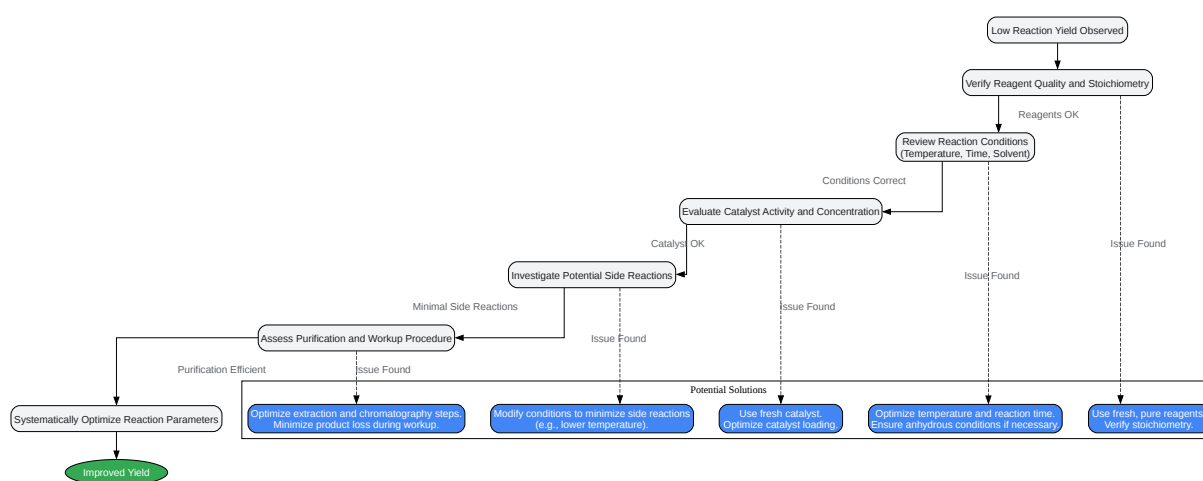 Low Reaction Yield Observed
Verify Reagent Quality and Stoichiometry
Reagents OK
Review Reaction Conditions
(Temperature, Time, Solvent)
Conditions Correct
Evaluate Catalyst Activity and Concentration
Catalyst OK
Issue Found
Investigate Potential Side Reactions
Issue Found
Minimal Side Reactions
Issue Found
Assess Purification and Workup Procedure
Issue Found
Purification Efficient
Issue Found
Potential Solutions
Systematically Optimize Reaction Parameters
Optimize extraction and chromatography steps.
Minimize product loss during workup.
Modify conditions to minimize side reactions
(e.g., lower temperature).
Use fresh catalyst.
Optimize catalyst loading.
Optimize temperature and reaction time.
Ensure anhydrous conditions if necessary.
Use fresh, pure reagents
Verify stoichiometry.
Improved Yield